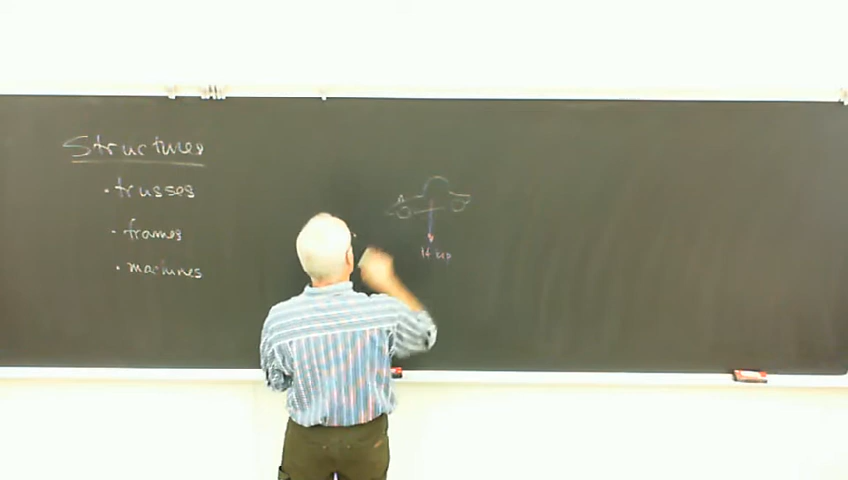 Structures
• trusses
• frames
• machines
14 kip